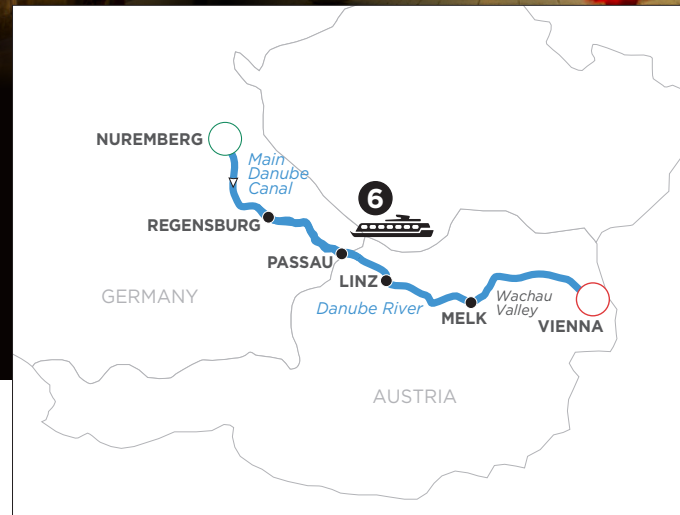 NUREMBERG
Main
Danube
Canal
6
REGENSBURG
PASSAU
LINZ
GERMANY
Danube River
Wachau
Valley
MELK
VIENNA
AUSTRIA